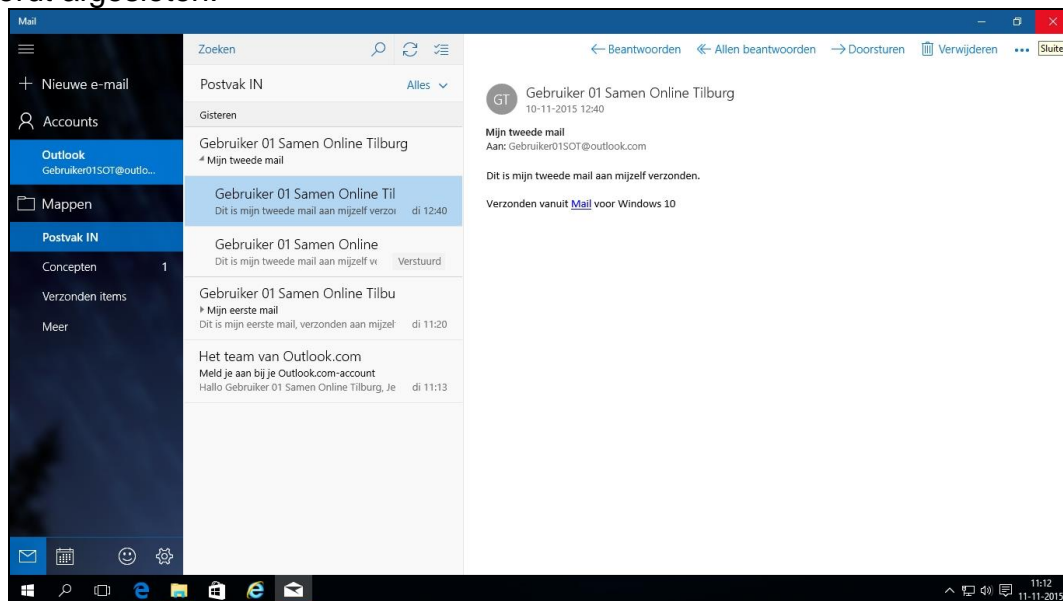 Mail
Nieuwe e-mail
Accounts
Outlook
Gebruiker01SOT@outlo...
Mappen
Postvak IN
Concepten 1
Verzonden items
Meer
Zoeken
Postvak IN Alles
Gisteren
Gebruiker 01 Samen Online Tilburg
Mijn tweede mail
Gebruiker 01 Samen Online Til
Dit is mijn tweede mail aan mijzelf verzo di 12:40
Gebruiker 01 Samen Online
Dit is mijn tweede mail aan mijzelf ve Verstuurd
Gebruiker 01 Samen Online Tilbu
Mijn eerste mail
Dit is mijn eerste mail, verzonden aan mijzel di 11:20
Het team van Outlook.com
Meld je aan bij je Outlook.com-account
Hallo Gebruiker 01 Samen Online Tilburg, Je di 11:13
Beantwoorden Allen beantwoorden Doorsturen Verwijderen ... Sluite
GT Gebruiker 01 Samen Online Tilburg
10-11-2015 12:40
Mijn tweede mail
Aan: Gebruiker01SOT@outlook.com
Dit is mijn tweede mail aan mijzelf verzonden.
Verzonden vanuit Mail voor Windows 10
11:12
11-11-2015